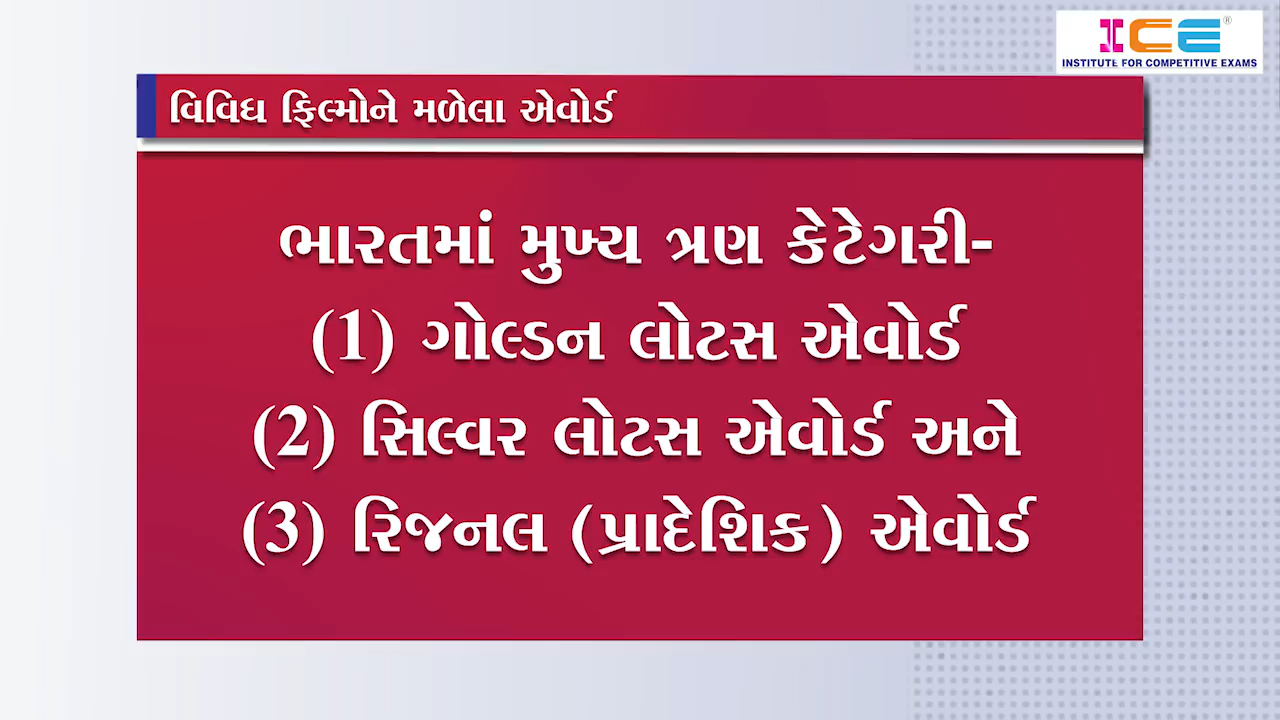 ICE®
INSTITUTE FOR COMPETITIVE EXAMS
વિવિધ ફિલ્મોને મળેલા એવોર્ડ
ભારતમાં મુખ્ય ત્રણ કેટેગરી-
(1) ગોલ્ડન લોટસ એવોર્ડ
(2) સિલ્વર લોટસ એવોર્ડ અને
(3) રિજનલ (પ્રાદેશિક) એવોર્ડ